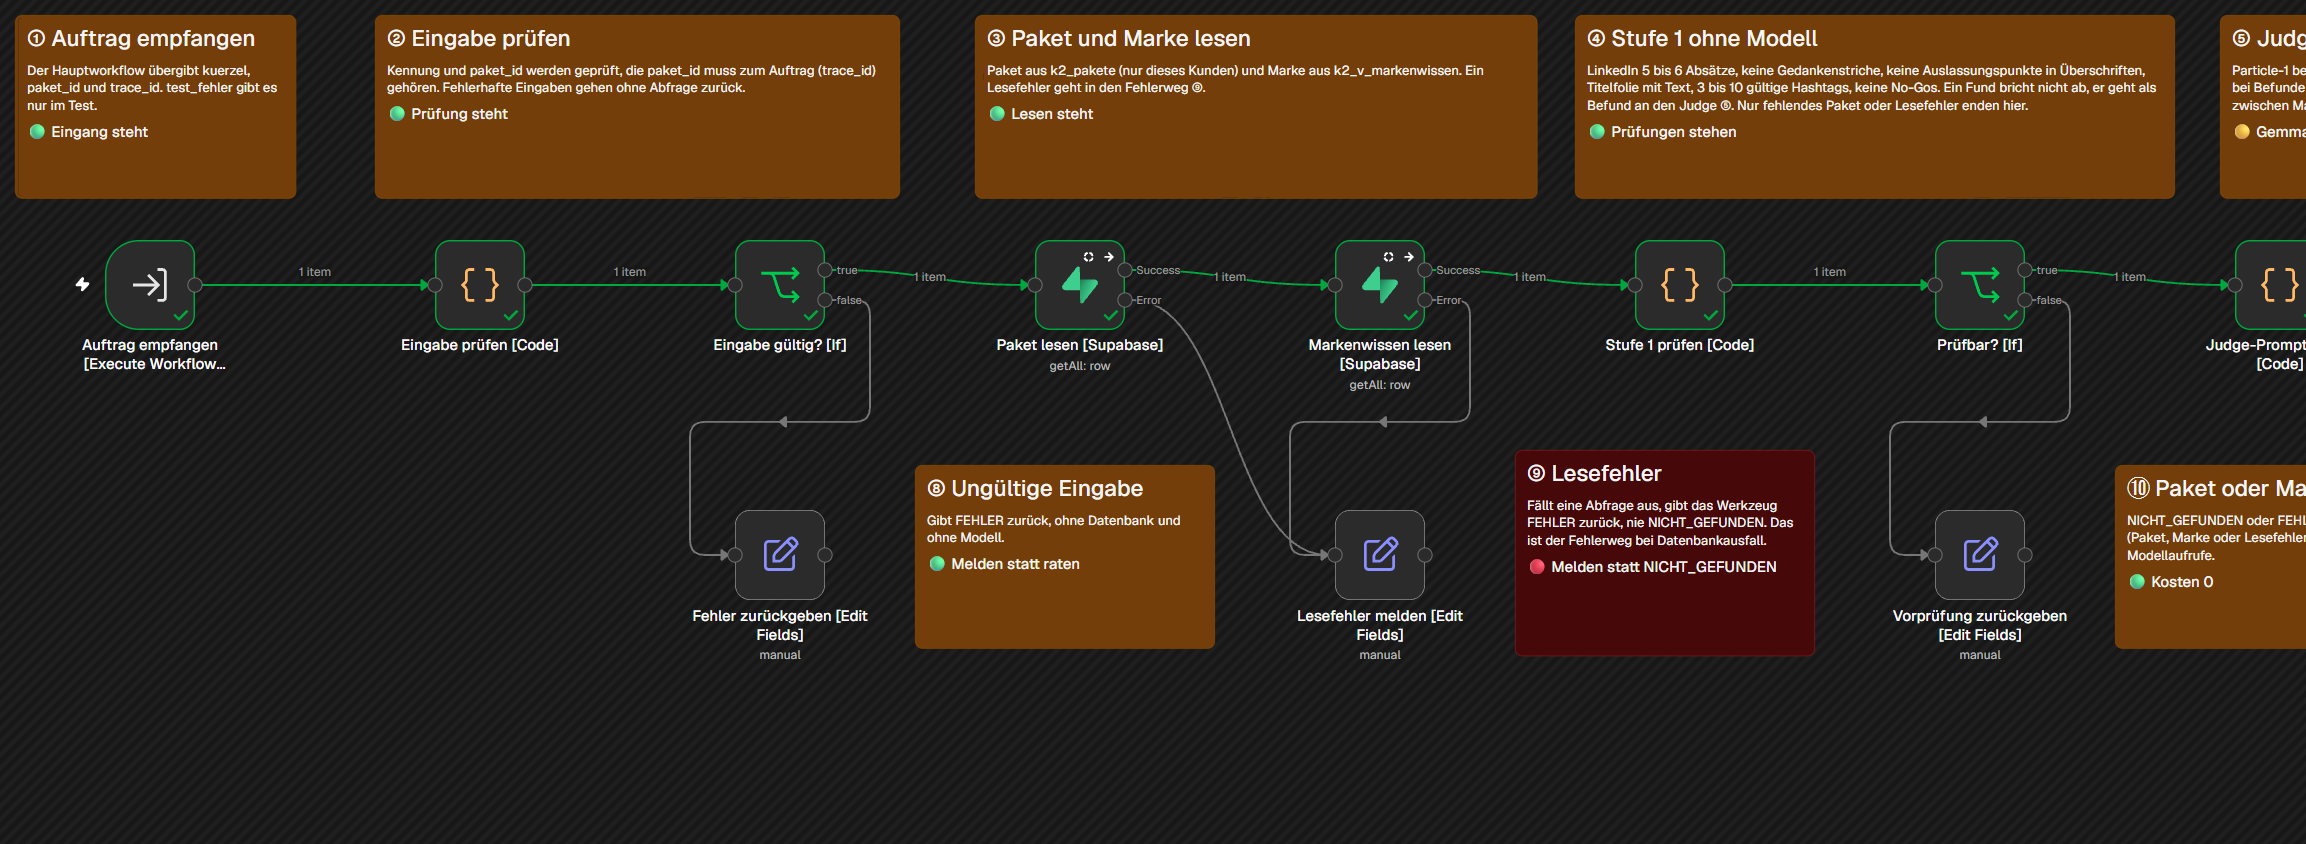 ① Auftrag empfangen
Der Hauptworkflow übergibt kuerzel,
paket_id und trace_id. test_fehler gibt es
nur im Test.
Eingang steht
② Eingabe prüfen
Kennung und paket_id werden geprüft, die paket_id muss zum Auftrag (trace_id)
gehören. Fehlerhafte Eingaben gehen ohne Abfrage zurück.
Prüfung steht
③ Paket und Marke lesen
Paket aus k2_pakete (nur dieses Kunden) und Marke aus k2_v_markenwissen. Ein
Lesefehler geht in den Fehlerweg ⑨.
Lesen steht
④ Stufe 1 ohne Modell
LinkedIn 5 bis 6 Absätze, keine Gedankenstriche, keine Auslassungspunkte in Überschriften,
Titelfolie mit Text, 3 bis 10 gültige Hashtags, keine No-Gos. Ein Fund bricht nicht ab, er geht als
Befund an den Judge ⑤. Nur fehlendes Paket oder Lesefehler enden hier.
Prüfungen stehen
⑤ Judg
Particle-1 be
bei Befunde
zwischen Ma
Gemma
1 item
1 item
true
false
1 item
Success
Error
1 item
Success
Error
1 item
1 item
true
false
1 item
Auftrag empfangen
[Execute Workflow...
Eingabe prüfen [Code]
Eingabe gültig? [If]
Paket lesen [Supabase]
getAll: row
Markenwissen lesen
[Supabase]
getAll: row
Stufe 1 prüfen [Code]
Prüfbar? [If]
Judge-Prompt
[Code]
Fehler zurückgeben [Edit
Fields]
manual
⑧ Ungültige Eingabe
Gibt FEHLER zurück, ohne Datenbank und
ohne Modell.
Melden statt raten
Lesefehler melden [Edit
Fields]
manual
⑨ Lesefehler
Fällt eine Abfrage aus, gibt das Werkzeug
FEHLER zurück, nie NICHT_GEFUNDEN. Das
ist der Fehlerweg bei Datenbankausfall.
Melden statt NICHT_GEFUNDEN
Vorprüfung zurückgeben
[Edit Fields]
manual
⑩ Paket oder Ma
NICHT_GEFUNDEN oder FEHL
(Paket, Marke oder Lesefehler
Modellaufrufe.
Kosten 0